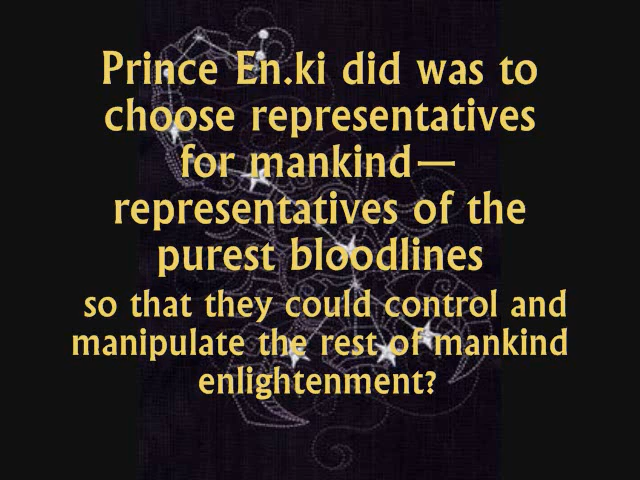 Prince En.ki did was to
choose representatives
for mankind—
representatives of the
purest bloodlines
so that they could control and
manipulate the rest of mankind
enlightenment?